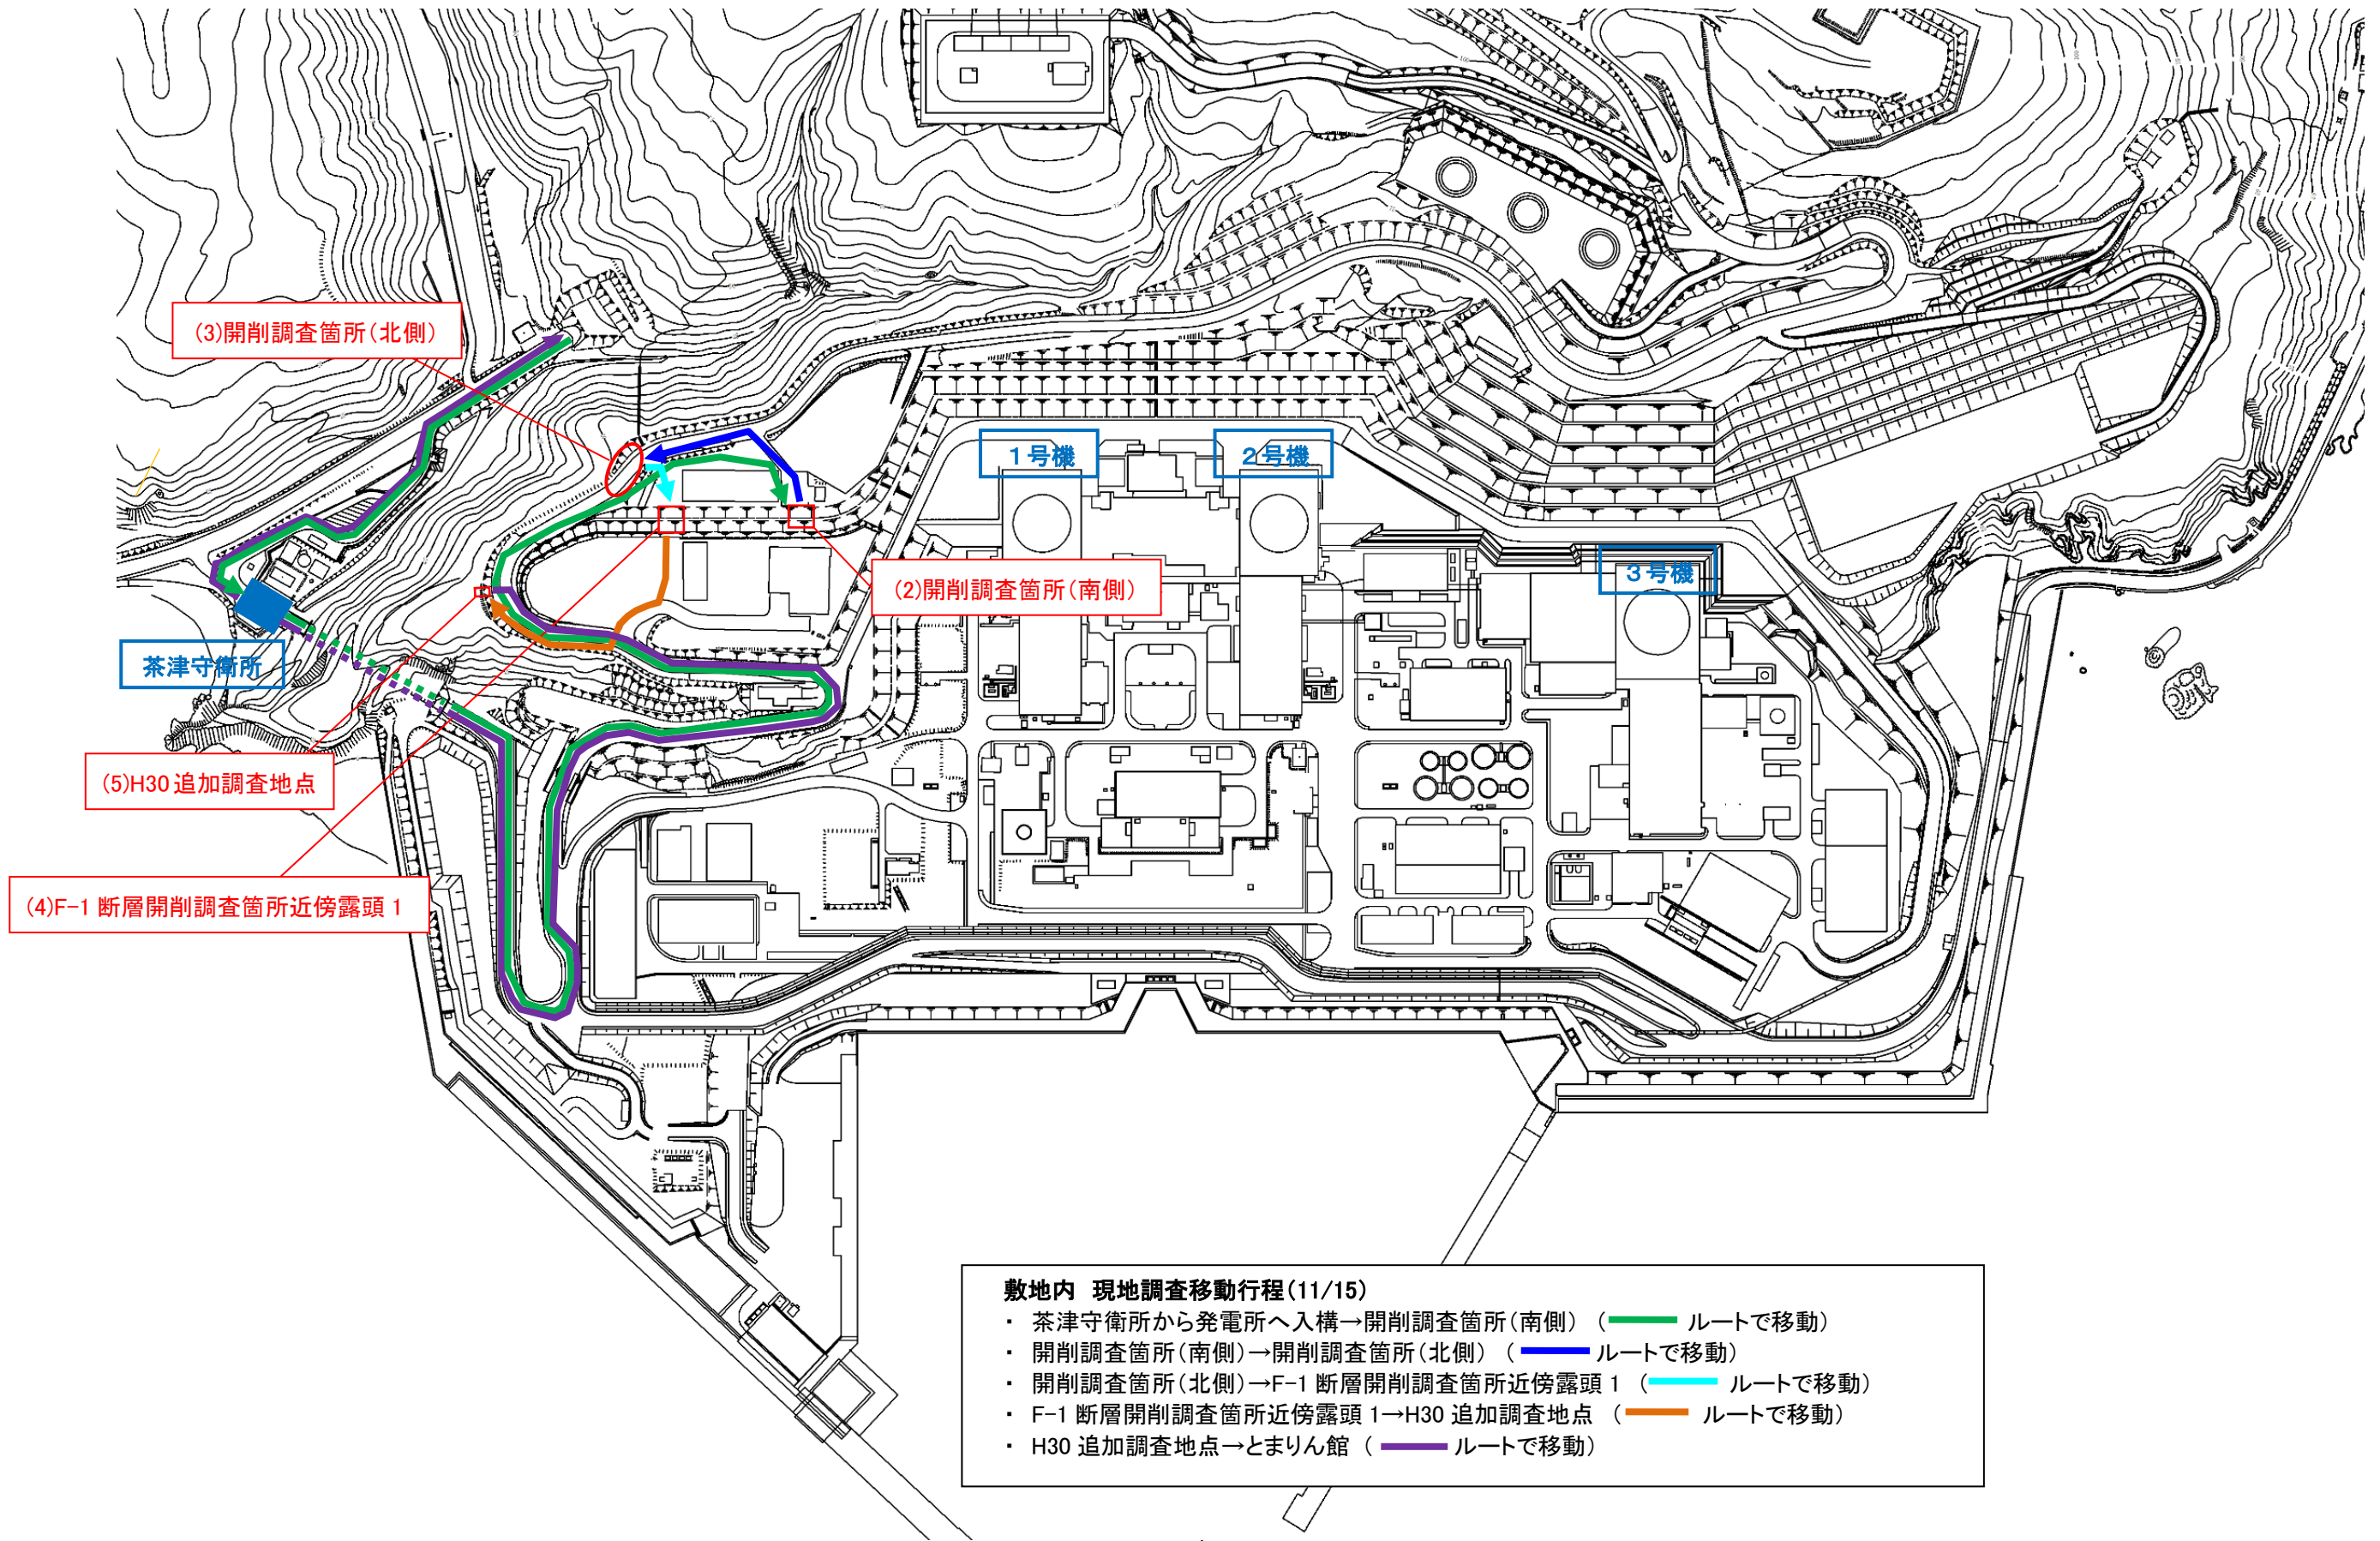 (3)開削調査箇所(北側)
1号機
2号機
3号機
(2)開削調査箇所(南側)
茶津守衛所
(5)H30 追加調査地点
(4)F-1 断層開削調査箇所近傍露頭 1
敷地内 現地調査移動行程(11/15)
・ 茶津守衛所から発電所へ入構→開削調査箇所(南側) ( ルートで移動)
・ 開削調査箇所(南側)→開削調査箇所(北側) ( ルートで移動)
・ 開削調査箇所(北側)→F-1 断層開削調査箇所近傍露頭 1 ( ルートで移動)
・ F-1 断層開削調査箇所近傍露頭 1→H30 追加調査地点 ( ルートで移動)
・ H30 追加調査地点→とまりん館 ( ルートで移動)